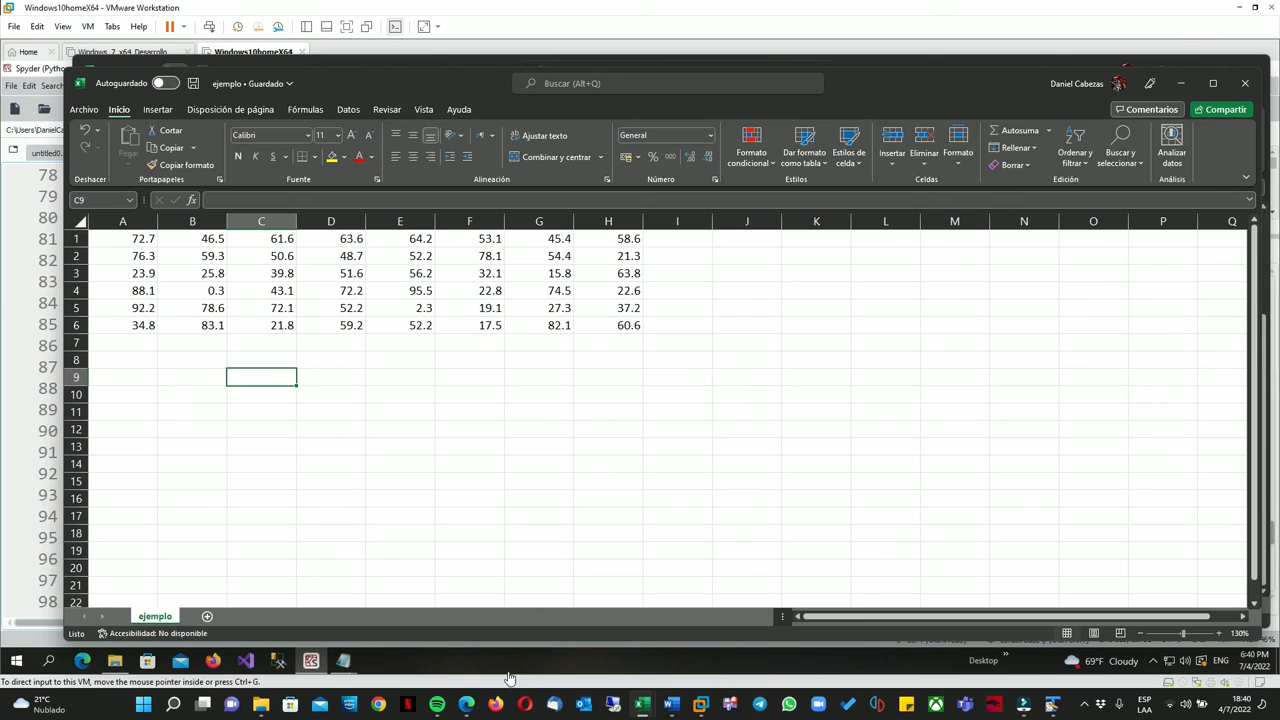 Windows10homeX64 - VMware Workstation
File Edit View VM Tabs Help
Home Windows_7_x64_Desarrollo Windows10homeX64
Spyder (Pytho
Autoguardado ejemplo • Guardado Buscar (Alt+Q) Daniel Cabezas
File Edit Search
Archivo Inicio Insertar Disposición de página Fórmulas Datos Revisar Vista Ayuda Comentarios Compartir
C:\Users\DanielCa
untitled0.
Pegar Cortar Copiar Copiar formato
Calibri 11
N K S
Ajustar texto
Combinar y centrar
General
% 000
Formato condicional Dar formato como tabla Estilos de celda
Insertar Eliminar Formato
Autosuma Rellenar Borrar
Ordenar y filtrar Buscar y seleccionar
Analizar datos
Deshacer Portapapeles Fuente Alineación Número Estilos Celdas Edición Análisis
C9 fx
A B C D E F G H I J K L M N O P Q
1 72.7 46.5 61.6 63.6 64.2 53.1 45.4 58.6
2 76.3 59.3 50.6 48.7 52.2 78.1 54.4 21.3
3 23.9 25.8 39.8 51.6 56.2 32.1 15.8 63.8
4 88.1 0.3 43.1 72.2 95.5 22.8 74.5 22.6
5 92.2 78.6 72.1 52.2 2.3 19.1 27.3 37.2
6 34.8 83.1 21.8 59.2 52.2 17.5 82.1 60.6
7
8
9
10
11
12
13
14
15
16
17
18
19
20
21
22
78
79
80
81
82
83
84
85
86
87
88
89
90
91
92
93
94
95
96
97
98
ejemplo
Listo Accesibilidad: No disponible 130%
Desktop 69°F Cloudy ENG 6:40 PM
7/4/2022
To direct input to this VM, move the mouse pointer inside or press Ctrl+G.
21°C
Nublado
ESP
LAA
18:40
4/7/2022